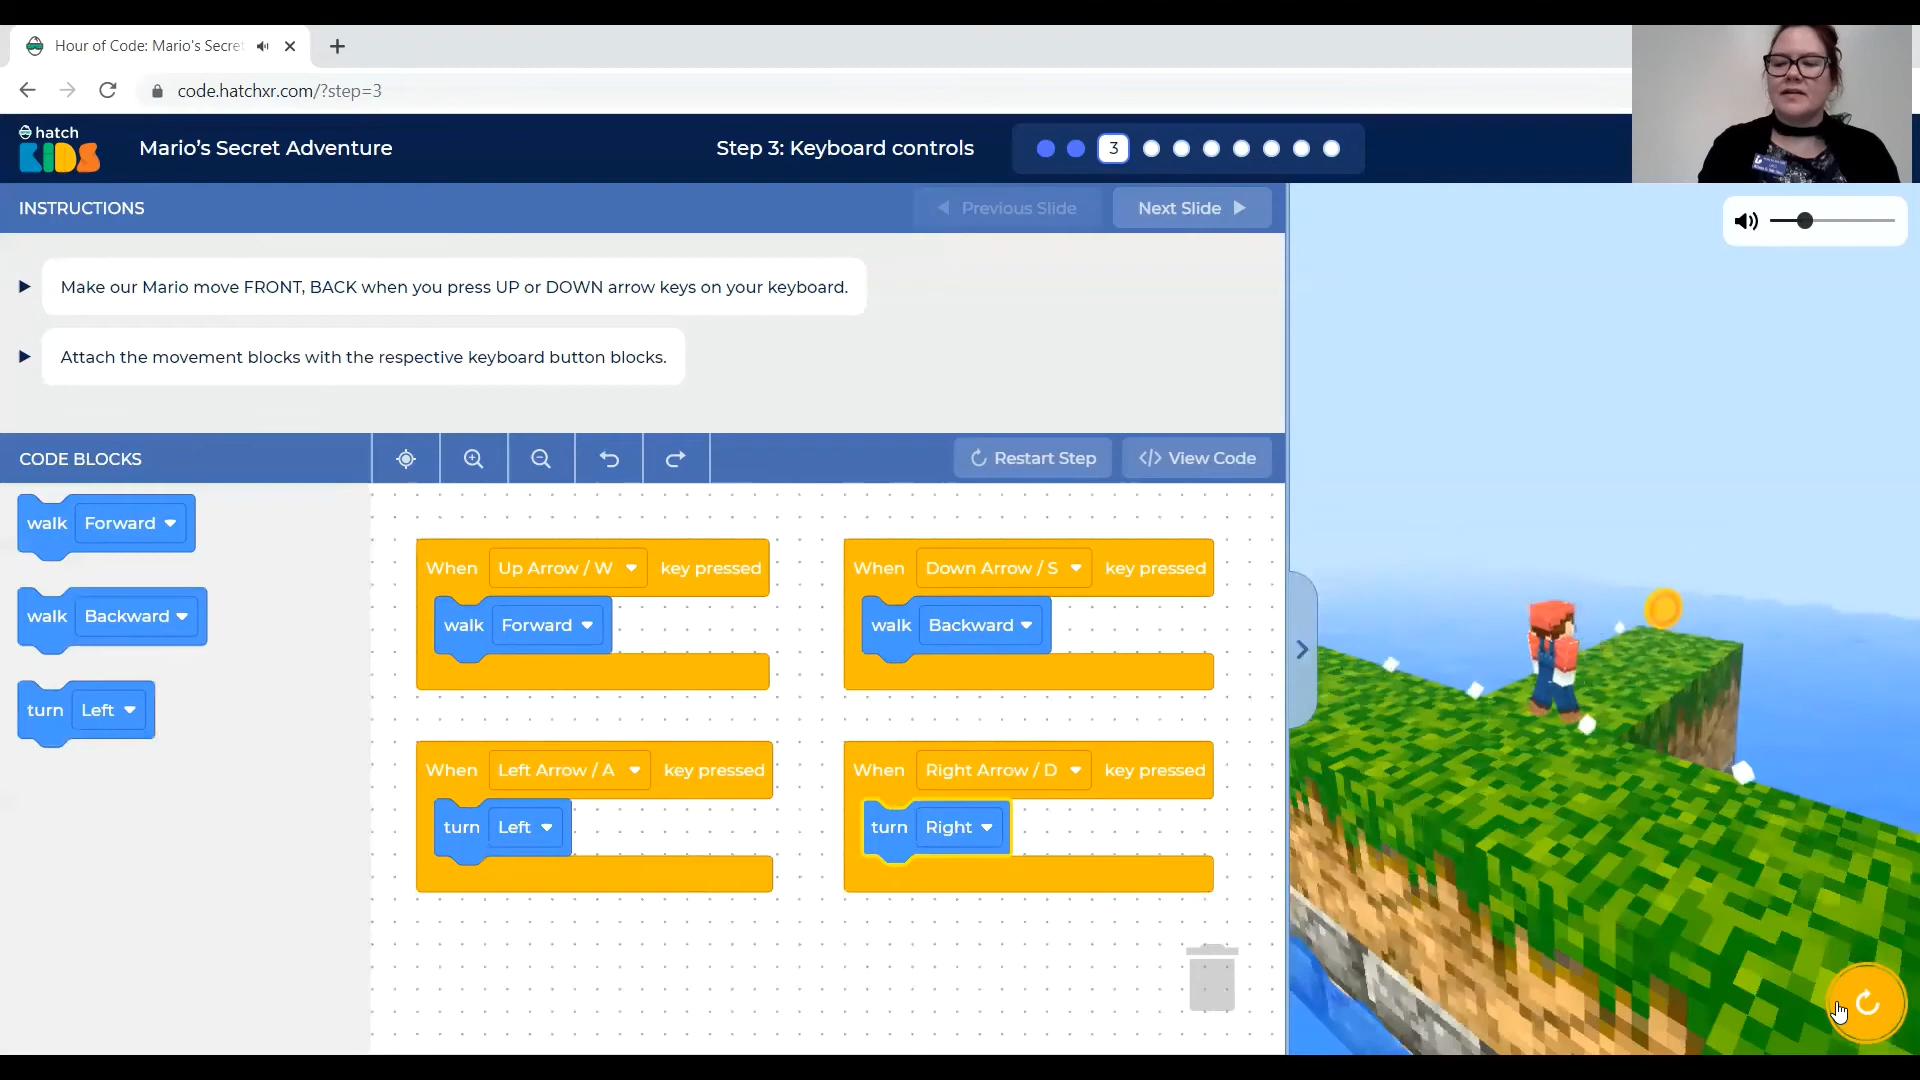 Hour of Code: Mario's Secret
code.hatchxr.com/?step=3
hatch
KIDS
Mario's Secret Adventure
Step 3: Keyboard controls
3
INSTRUCTIONS
Previous Slide
Next Slide
Make our Mario move FRONT, BACK when you press UP or DOWN arrow keys on your keyboard.
Attach the movement blocks with the respective keyboard button blocks.
CODE BLOCKS
Restart Step
</> View Code
walk Forward
walk Backward
turn Left
When Up Arrow / W key pressed
walk Forward
When Down Arrow / S key pressed
walk Backward
When Left Arrow / A key pressed
turn Left
When Right Arrow / D key pressed
turn Right